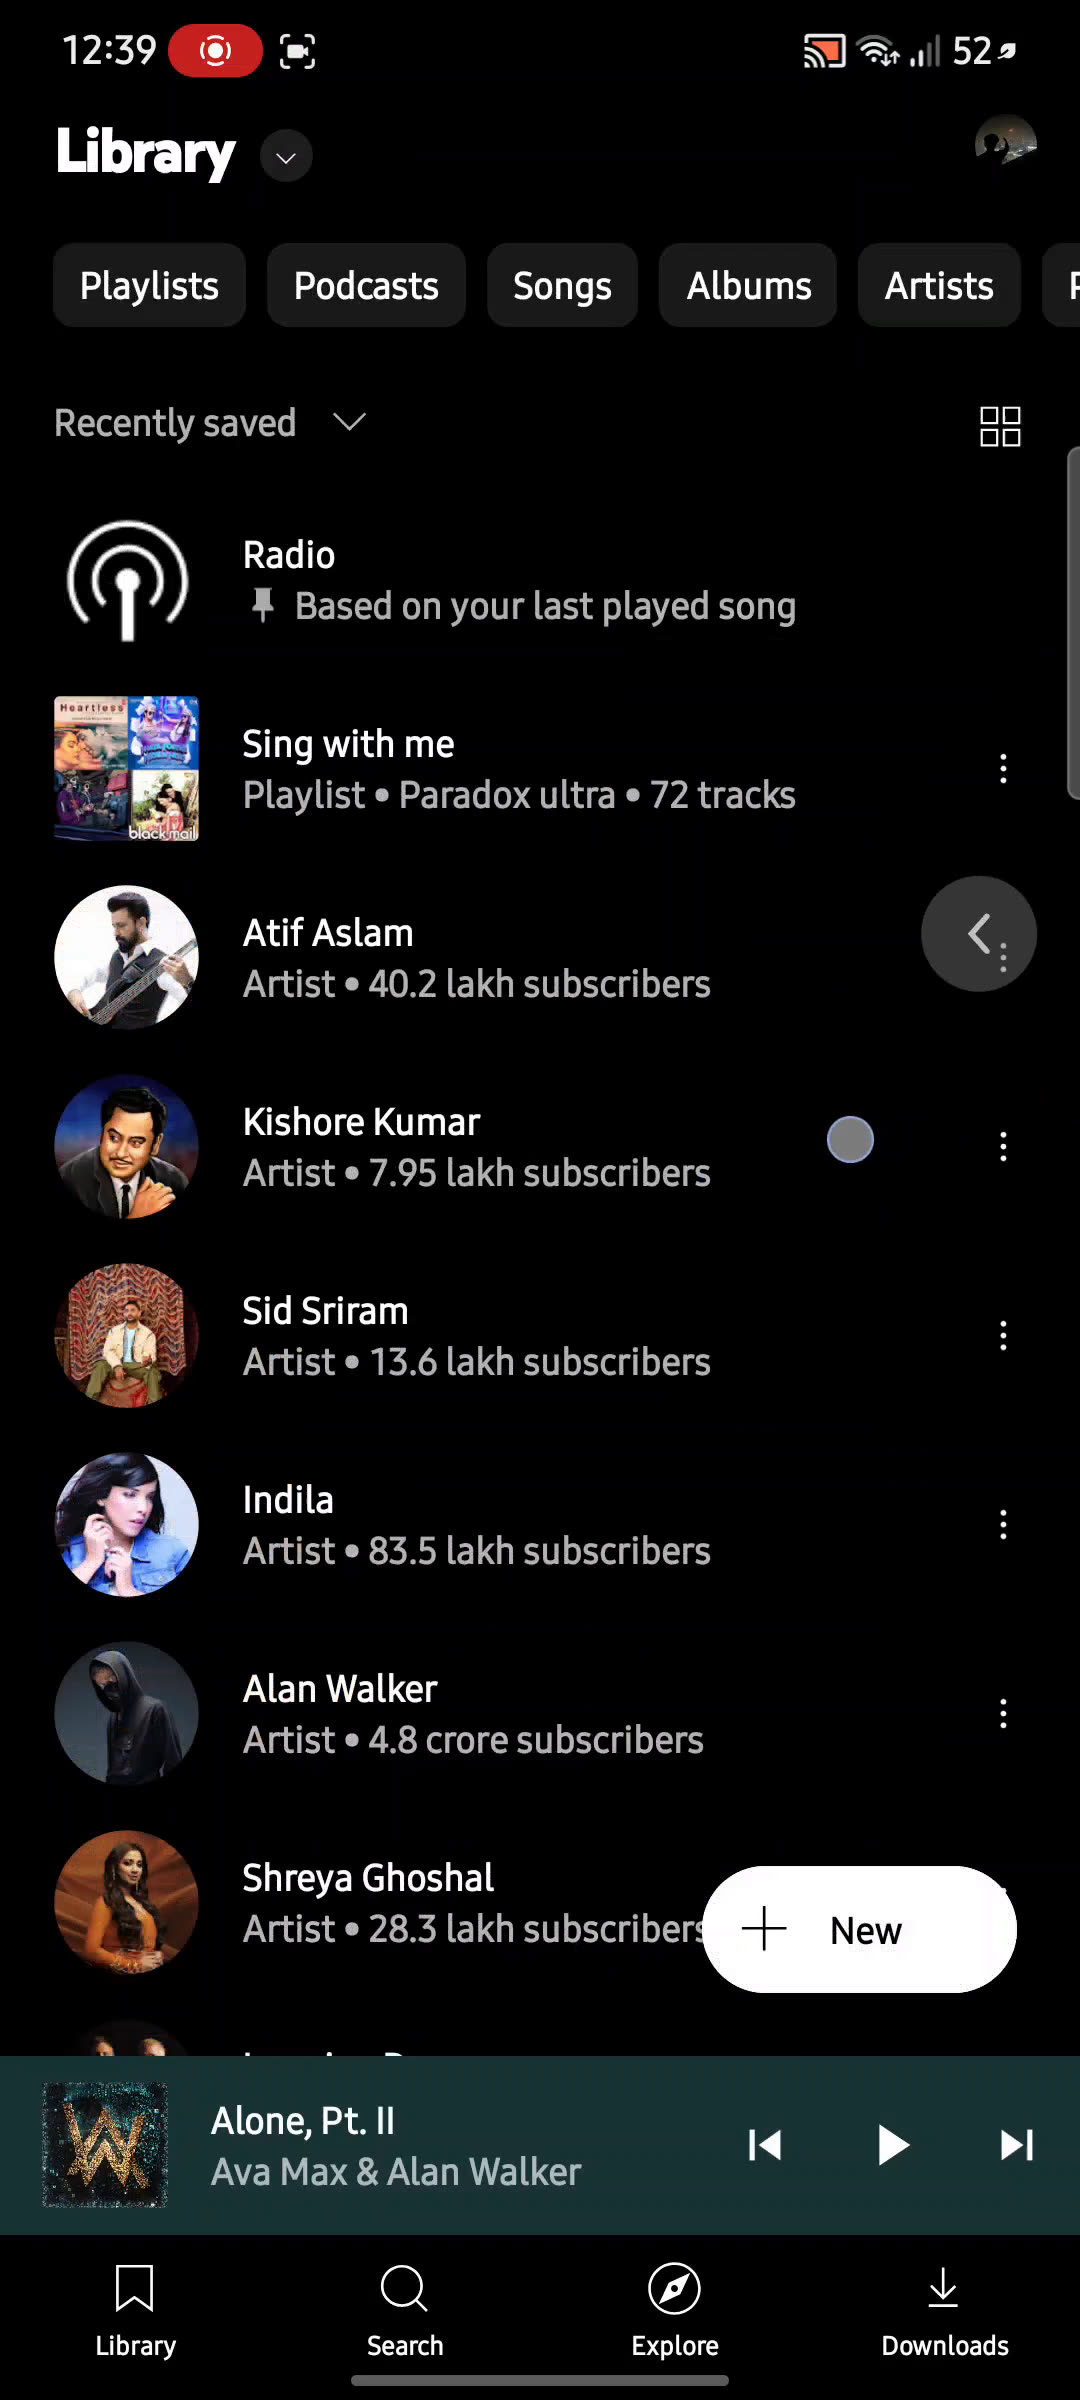 12:39
52
Library
Playlists
Podcasts
Songs
Albums
Artists
Recently saved
Radio
Based on your last played song
Heartless
blackmail
Sing with me
Playlist • Paradox ultra • 72 tracks
Atif Aslam
Artist • 40.2 lakh subscribers
Kishore Kumar
Artist • 7.95 lakh subscribers
Sid Sriram
Artist • 13.6 lakh subscribers
Indila
Artist • 83.5 lakh subscribers
Alan Walker
Artist • 4.8 crore subscribers
Shreya Ghoshal
Artist • 28.3 lakh subscribers
New
Alone, Pt. II
Ava Max & Alan Walker
Library
Search
Explore
Downloads